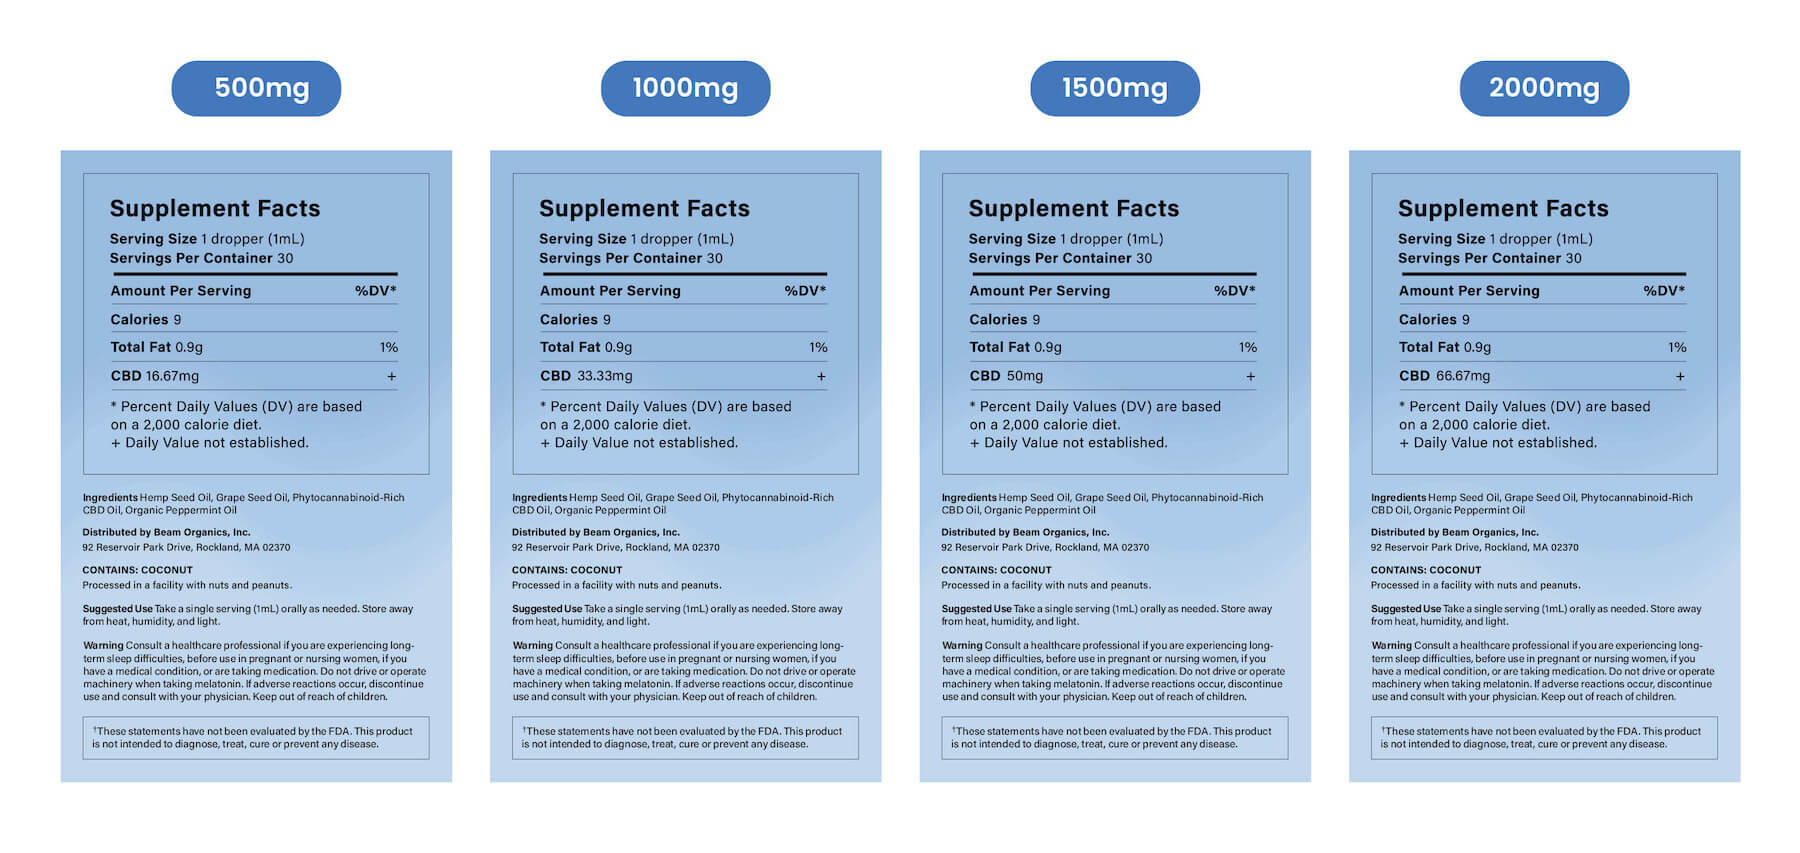 500mg
Supplement Facts
Serving Size 1 dropper (1mL)
Servings Per Container 30
Amount Per Serving %DV*
Calories 9
Total Fat 0.9g 1%
CBD 16.67mg +
* Percent Daily Values (DV) are based
on a 2,000 calorie diet.
+ Daily Value not established.
Ingredients Hemp Seed Oil, Grape Seed Oil, Phytocannabinoid-Rich
CBD Oil, Organic Peppermint Oil
Distributed by Beam Organics, Inc.
92 Reservoir Park Drive, Rockland, MA 02370
CONTAINS: COCONUT
Processed in a facility with nuts and peanuts.
Suggested Use Take a single serving (1mL) orally as needed. Store away
from heat, humidity, and light.
Warning Consult a healthcare professional if you are experiencing long-
term sleep difficulties, before use in pregnant or nursing women, if you
have a medical condition, or are taking medication. Do not drive or operate
machinery when taking melatonin. If adverse reactions occur, discontinue
use and consult with your physician. Keep out of reach of children.
†These statements have not been evaluated by the FDA. This product
is not intended to diagnose, treat, cure or prevent any disease.
1000mg
Supplement Facts
Serving Size 1 dropper (1mL)
Servings Per Container 30
Amount Per Serving %DV*
Calories 9
Total Fat 0.9g 1%
CBD 33.33mg +
* Percent Daily Values (DV) are based
on a 2,000 calorie diet.
+ Daily Value not established.
Ingredients Hemp Seed Oil, Grape Seed Oil, Phytocannabinoid-Rich
CBD Oil, Organic Peppermint Oil
Distributed by Beam Organics, Inc.
92 Reservoir Park Drive, Rockland, MA 02370
CONTAINS: COCONUT
Processed in a facility with nuts and peanuts.
Suggested Use Take a single serving (1mL) orally as needed. Store away
from heat, humidity, and light.
Warning Consult a healthcare professional if you are experiencing long-
term sleep difficulties, before use in pregnant or nursing women, if you
have a medical condition, or are taking medication. Do not drive or operate
machinery when taking melatonin. If adverse reactions occur, discontinue
use and consult with your physician. Keep out of reach of children.
†These statements have not been evaluated by the FDA. This product
is not intended to diagnose, treat, cure or prevent any disease.
1500mg
Supplement Facts
Serving Size 1 dropper (1mL)
Servings Per Container 30
Amount Per Serving %DV*
Calories 9
Total Fat 0.9g 1%
CBD 50mg +
* Percent Daily Values (DV) are based
on a 2,000 calorie diet.
+ Daily Value not established.
Ingredients Hemp Seed Oil, Grape Seed Oil, Phytocannabinoid-Rich
CBD Oil, Organic Peppermint Oil
Distributed by Beam Organics, Inc.
92 Reservoir Park Drive, Rockland, MA 02370
CONTAINS: COCONUT
Processed in a facility with nuts and peanuts.
Suggested Use Take a single serving (1mL) orally as needed. Store away
from heat, humidity, and light.
Warning Consult a healthcare professional if you are experiencing long-
term sleep difficulties, before use in pregnant or nursing women, if you
have a medical condition, or are taking medication. Do not drive or operate
machinery when taking melatonin. If adverse reactions occur, discontinue
use and consult with your physician. Keep out of reach of children.
†These statements have not been evaluated by the FDA. This product
is not intended to diagnose, treat, cure or prevent any disease.
2000mg
Supplement Facts
Serving Size 1 dropper (1mL)
Servings Per Container 30
Amount Per Serving %DV*
Calories 9
Total Fat 0.9g 1%
CBD 66.67mg +
* Percent Daily Values (DV) are based
on a 2,000 calorie diet.
+ Daily Value not established.
Ingredients Hemp Seed Oil, Grape Seed Oil, Phytocannabinoid-Rich
CBD Oil, Organic Peppermint Oil
Distributed by Beam Organics, Inc.
92 Reservoir Park Drive, Rockland, MA 02370
CONTAINS: COCONUT
Processed in a facility with nuts and peanuts.
Suggested Use Take a single serving (1mL) orally as needed. Store away
from heat, humidity, and light.
Warning Consult a healthcare professional if you are experiencing long-
term sleep difficulties, before use in pregnant or nursing women, if you
have a medical condition, or are taking medication. Do not drive or operate
machinery when taking melatonin. If adverse reactions occur, discontinue
use and consult with your physician. Keep out of reach of children.
†These statements have not been evaluated by the FDA. This product
is not intended to diagnose, treat, cure or prevent any disease.